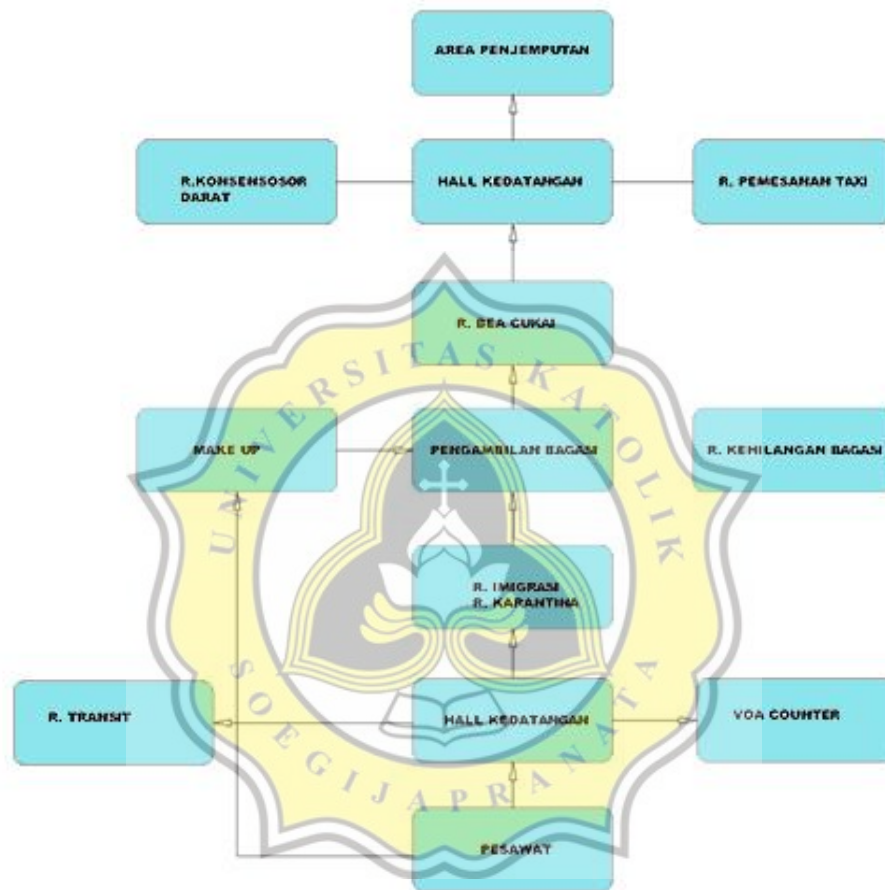 AREA PENJEMPUTAN
R.KONSENSOSOR
DARAT
HALL KEDATANGAN
R. PEMESANAN TAXI
R. BEA CUKAI
MAKE UP
PENGAMBILAN BAGASI
R. KEHILANGAN BAGASI
R. IMIGRASI
R. KARANTINA
R. TRANSIT
HALL KEDATANGAN
VOA COUNTER
PESAWAT
UNIVERSITAS KATOLIK
SOEGIJAPRANATA